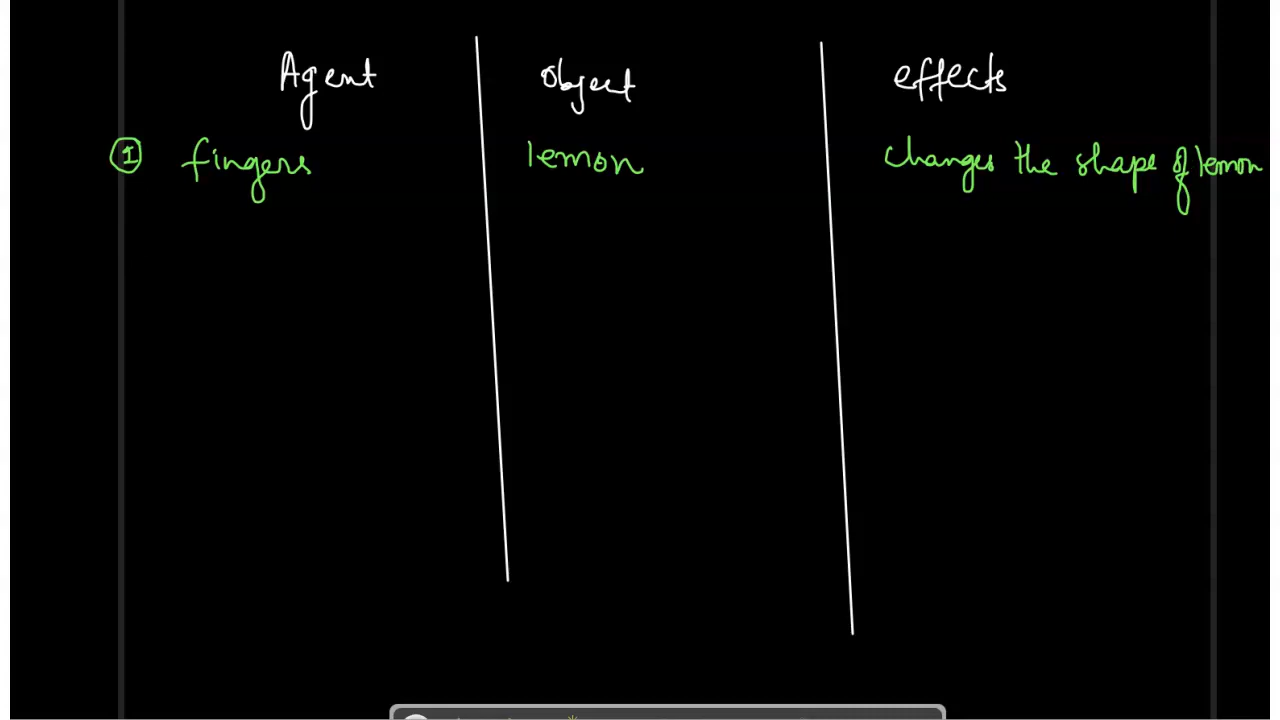 Agent Object effects
① fingers lemon changes the shape of lemon